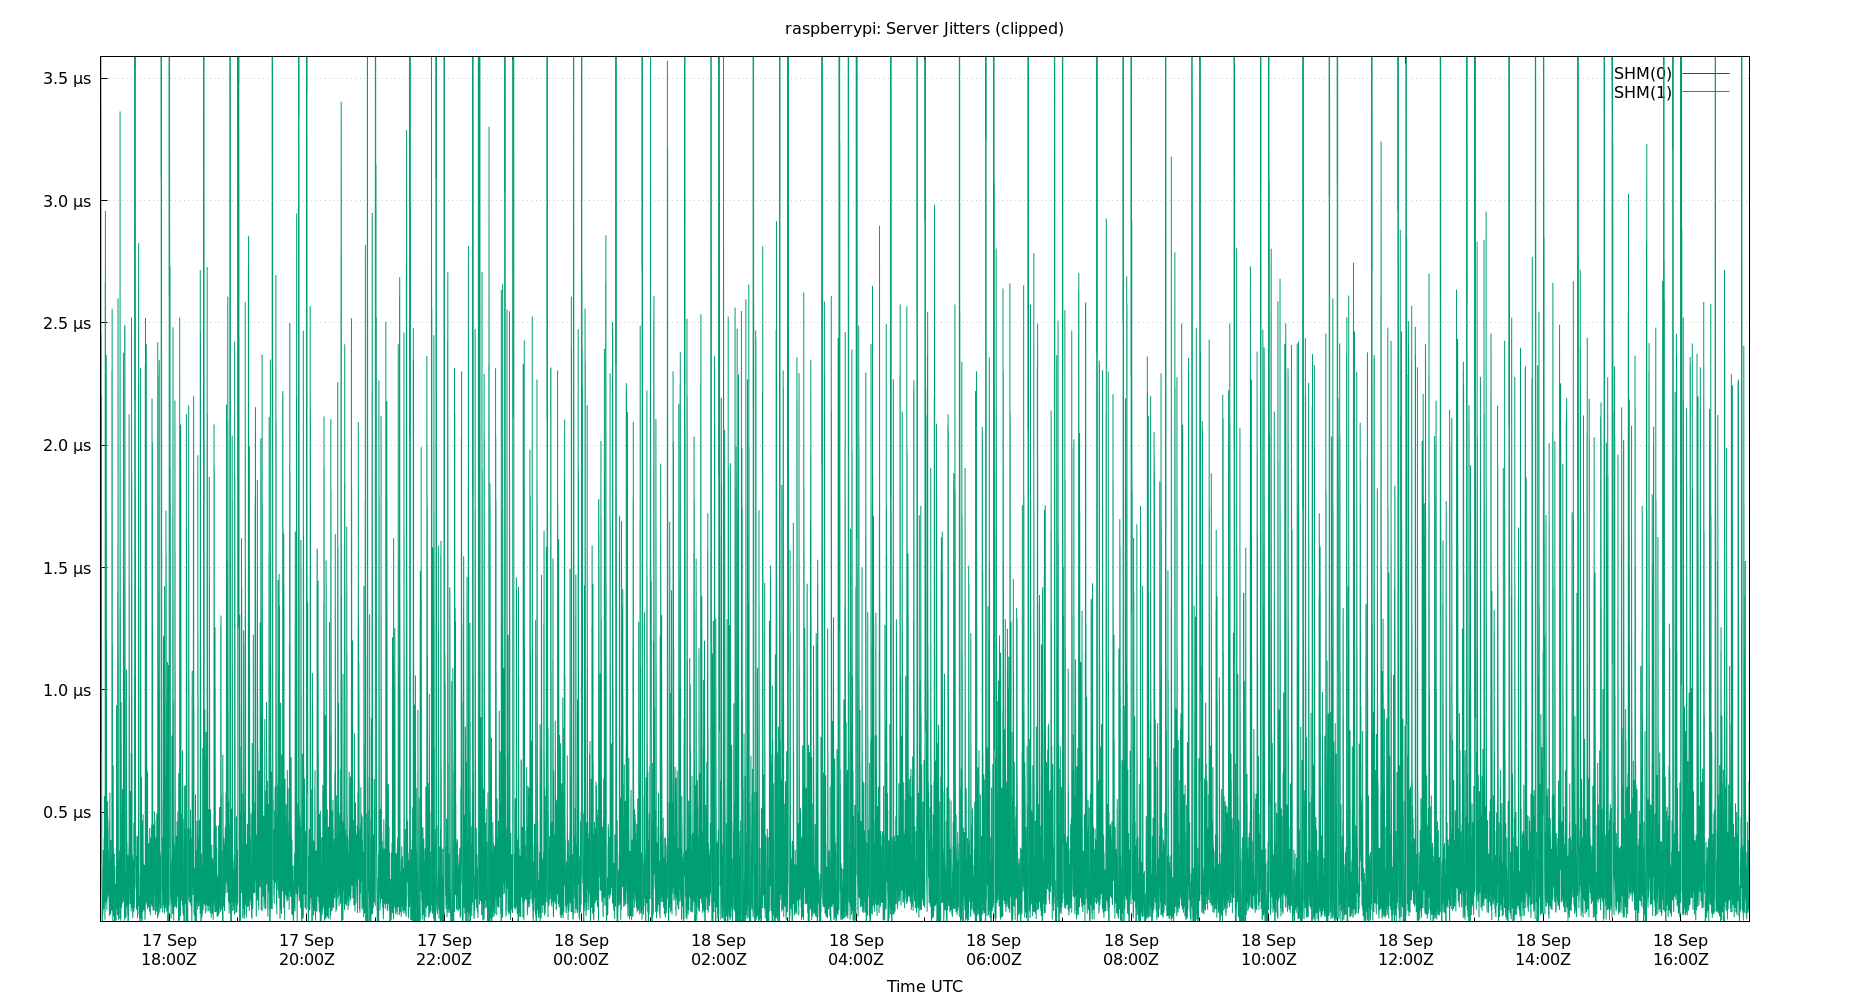 raspberrypi: Server Jitters (clipped)
3.5 μs
3.0 μs
2.5 μs
2.0 μs
1.5 μs
1.0 μs
0.5 μs
SHM(0)
SHM(1)
17 Sep 17 Sep 17 Sep 18 Sep 18 Sep 18 Sep 18 Sep 18 Sep 18 Sep 18 Sep 18 Sep 18 Sep
18:00Z 20:00Z 22:00Z 00:00Z 02:00Z 04:00Z 06:00Z 08:00Z 10:00Z 12:00Z 14:00Z 16:00Z
Time UTC